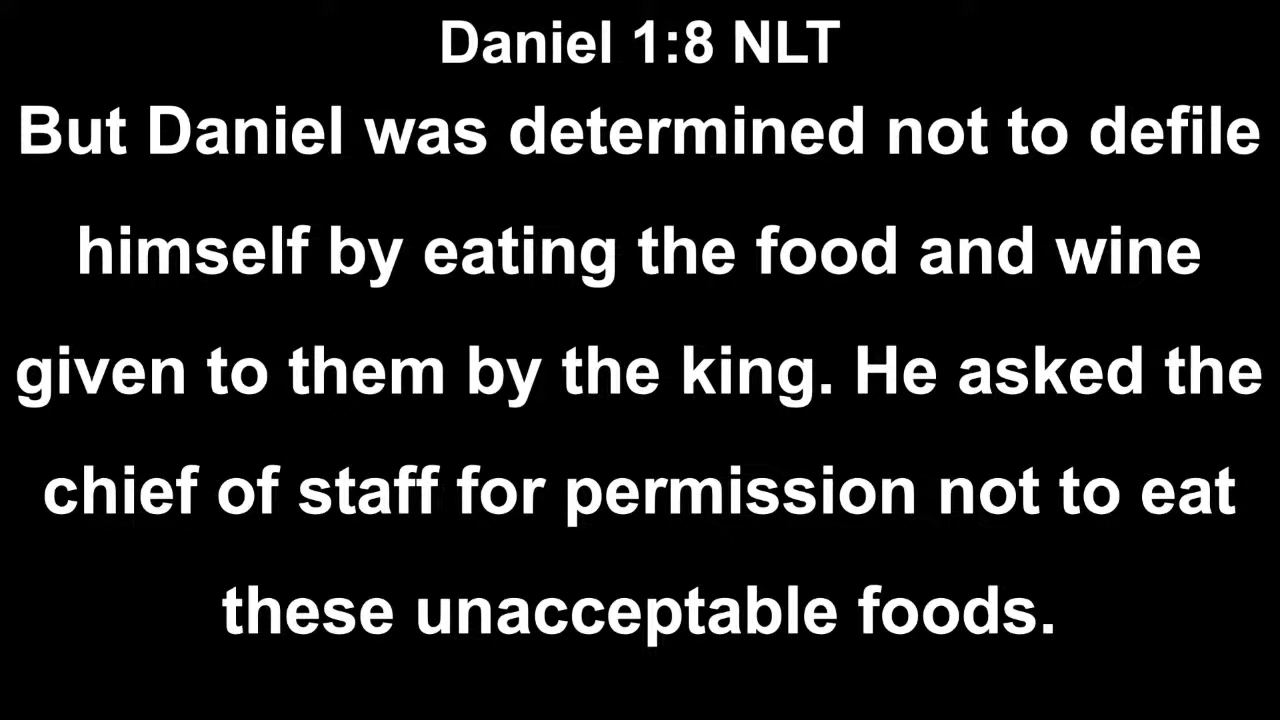 Daniel 1:8 NLT
But Daniel was determined not to defile
himself by eating the food and wine
given to them by the king. He asked the
chief of staff for permission not to eat
these unacceptable foods.